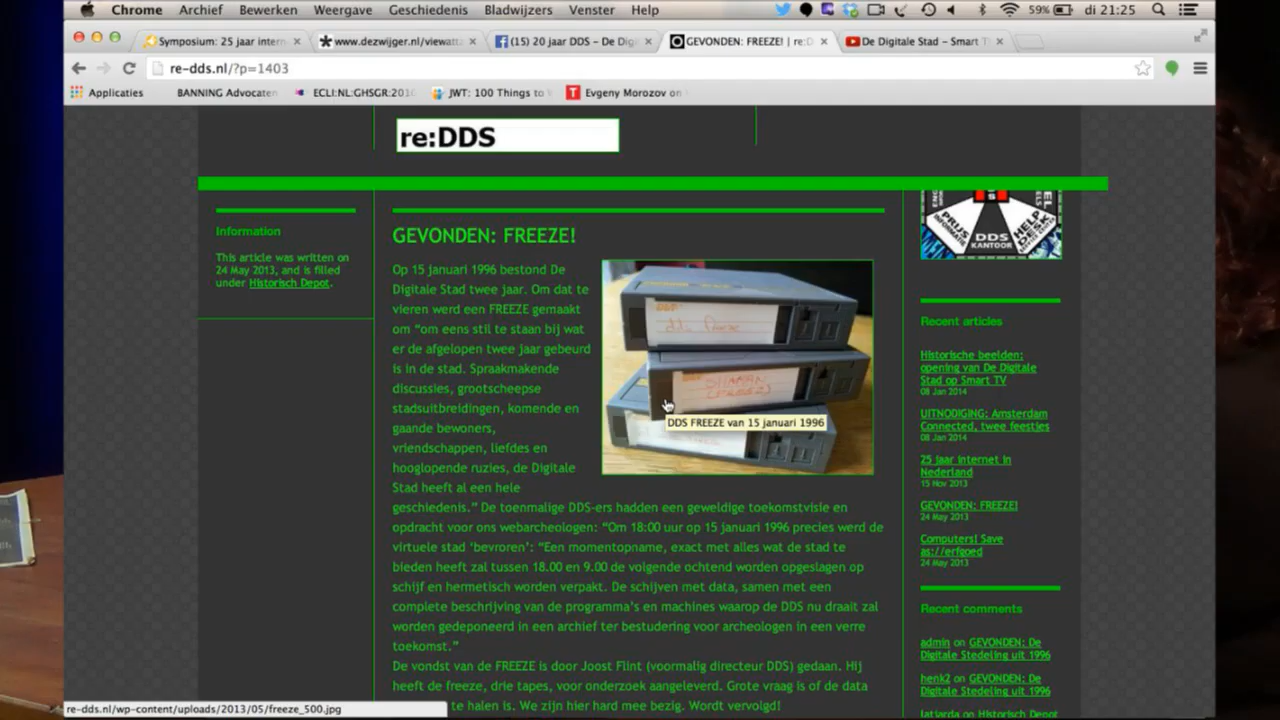 Chrome Archief Bewerken Weergave Geschiedenis Bladwijzers Venster Help 59% di 21:25
Symposium: 25 jaar intern
www.dezwijger.nl/viewatt
(15) 20 jaar DDS – De Dig
GEVONDEN: FREEZE! | re:D
De Digitale Stad – Smart T
re-dds.nl/?p=1403
Applicaties BANNING Advocaten ECLI:NL:GHSGR:201 JWT: 100 Things to Evgeny Morozov on
re:DDS
Information
This article was written on
24 May 2013, and is filled
under Historisch Depot.
GEVONDEN: FREEZE!
Op 15 januari 1996 bestond De
Digitale Stad twee jaar. Om dat te
vieren werd een FREEZE gemaakt
om “om eens stil te staan bij wat
er de afgelopen twee jaar gebeurd
is in de stad. Spraakmakende
discussies, grootscheepse
stadsuitbreidingen, komende en
gaande bewoners,
vriendschappen, liefdes en
hooglopende ruzies, de Digitale
Stad heeft al een hele
geschiedenis.” De toenmalige DDS-ers hadden een geweldige toekomstvisie en
opdracht voor ons webarcheologen: “Om 18:00 uur op 15 januari 1996 precies werd de
virtuele stad ‘bevroren’: “Een momentopname, exact met alles wat de stad te
bieden heeft zal tussen 18.00 en 9.00 de volgende ochtend worden opgeslagen op
schijf en hermetisch worden verpakt. De schijven met data, samen met een
complete beschrijving van de programma’s en machines waarop de DDS nu draait zal
worden gedeponeerd in een archief ter bestudering voor archeologen in een verre
toekomst.”
De vondst van de FREEZE is door Joost Flint (voormalig directeur DDS) gedaan. Hij
heeft de freeze, drie tapes, voor onderzoek aangeleverd. Grote vraag is of de data
te halen is. We zijn hier hard mee bezig. Wordt vervolgd!
dds freeze
(FREEZE)
DDS FREEZE van 15 januari 1996
PRIJS
DDS
KANTOOR
HELP
DESK
Recent articles
Historische beelden:
opening van De Digitale
Stad op Smart TV
08 Jan 2014
UITNODIGING: Amsterdam
Connected, twee feestjes
08 Jan 2014
25 jaar internet in
Nederland
15 Nov 2013
GEVONDEN: FREEZE!
24 May 2013
Computers! Save
as://erfgoed
24 May 2013
Recent comments
admin on GEVONDEN: De
Digitale Stedeling uit 1996
henk2 on GEVONDEN: De
Digitale Stedeling uit 1996
on Historisch Depot
re-dds.nl/wp-content/uploads/2013/05/freeze_500.jpg